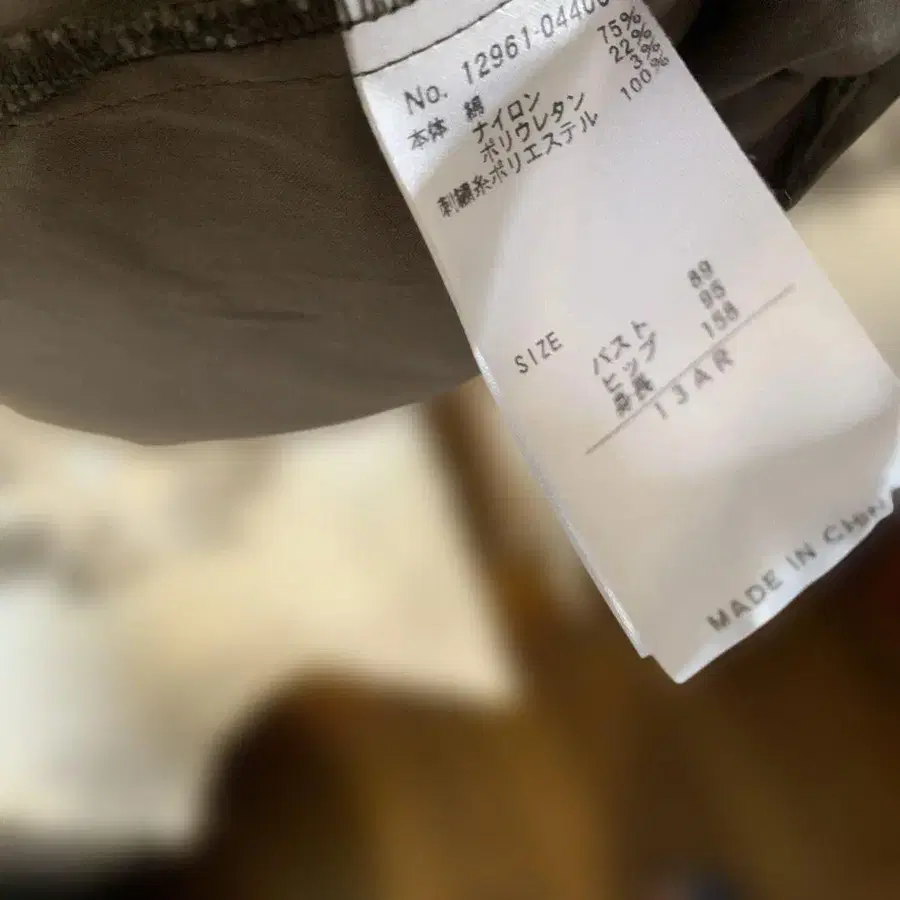 No. 12961-04400
本体 綿 75%
ナイロン 22%
ポリウレタン 3%
刺繍糸ポリエステル 100%
SIZE
バスト 89
ヒップ 95
身長 158
13AR
MADE IN CHIN